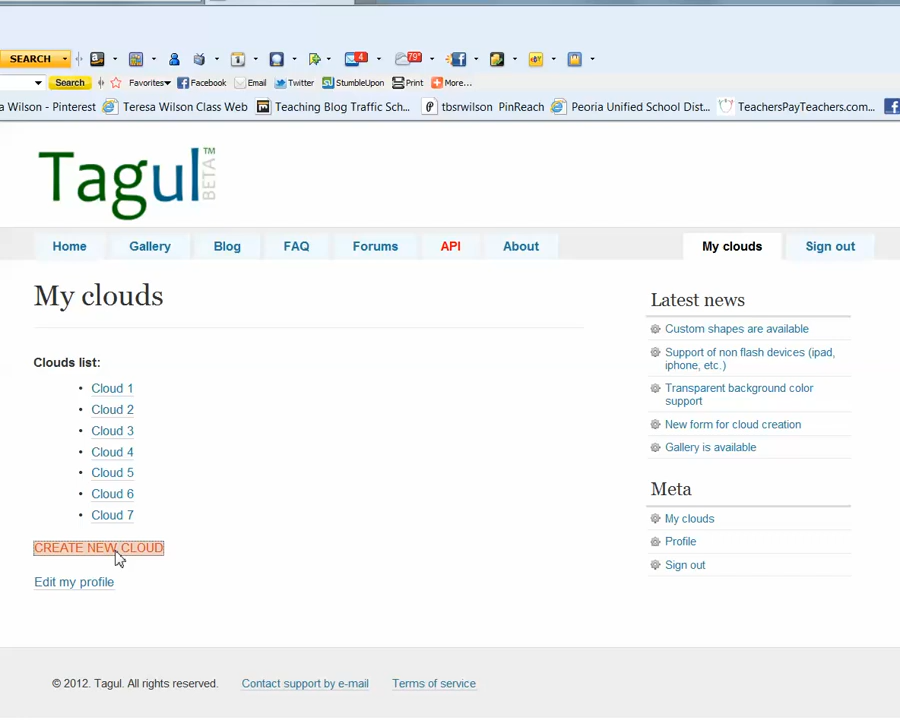 SEARCH 4 79°
Search Favorites Facebook Email Twitter StumbleUpon Print More...
a Wilson - Pinterest Teresa Wilson Class Web Teaching Blog Traffic Sch... tbsrwilson PinReach Peoria Unified School Dist... TeachersPayTeachers.com...
Tagul™ BETA
Home Gallery Blog FAQ Forums API About My clouds Sign out
My clouds
Clouds list:
• Cloud 1
• Cloud 2
• Cloud 3
• Cloud 4
• Cloud 5
• Cloud 6
• Cloud 7
CREATE NEW CLOUD
Edit my profile
Latest news
Custom shapes are available
Support of non flash devices (ipad,
iphone, etc.)
Transparent background color
support
New form for cloud creation
Gallery is available
Meta
My clouds
Profile
Sign out
© 2012. Tagul. All rights reserved. Contact support by e-mail Terms of service